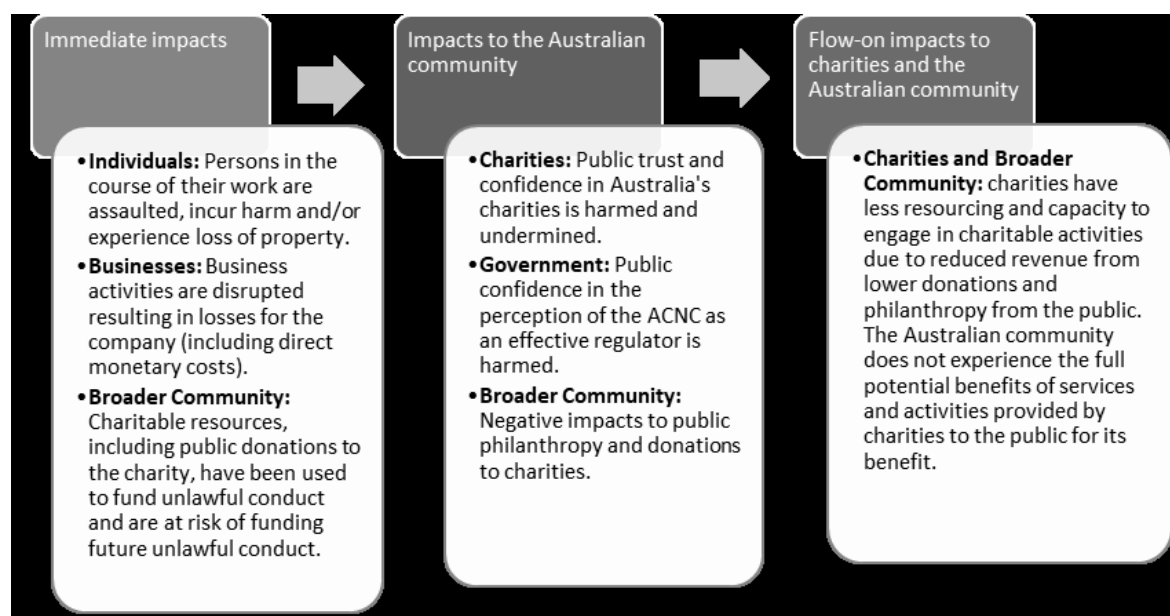 Immediate impacts
•Individuals: Persons in the
course of their work are
assaulted, incur harm and/or
experience loss of property.
•Businesses: Business
activities are disrupted
resulting in losses for the
company (including direct
monetary costs).
•Broader Community:
Charitable resources,
including public donations to
the charity, have been used
to fund unlawful conduct
and are at risk of funding
future unlawful conduct.
Impacts to the Australian
community
•Charities: Public trust and
confidence in Australia's
charities is harmed and
undermined.
•Government: Public
confidence in the
perception of the ACNC as
an effective regulator is
harmed.
•Broader Community:
Negative impacts to public
philanthropy and donations
to charities.
Flow-on impacts to
charities and the
Australian community
•Charities and Broader
Community: charities have
less resourcing and capacity to
engage in charitable activities
due to reduced revenue from
lower donations and
philanthropy from the public.
The Australian community
does not experience the full
potential benefits of services
and activities provided by
charities to the public for its
benefit.